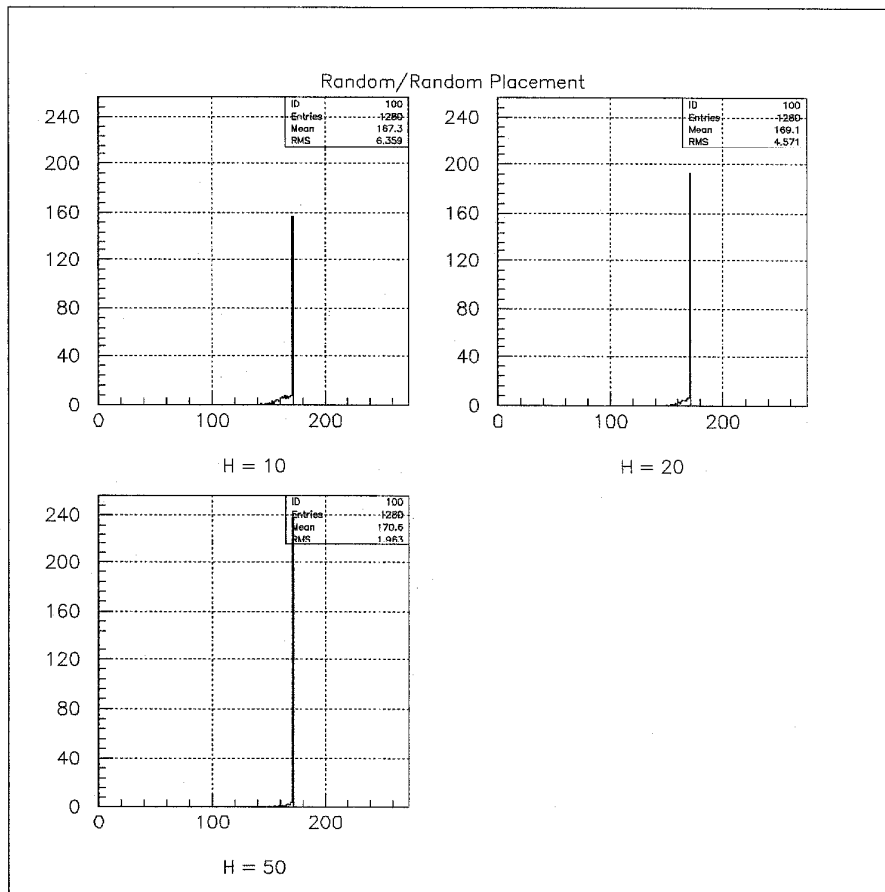 Random/Random Placement
ID 100
Entries 1280
Mean 167.3
RMS 6.359
240
200
160
120
80
40
0
0 100 200
H = 10
ID 100
Entries 1280
Mean 169.1
RMS 4.571
240
200
160
120
80
40
0
0 100 200
H = 20
ID 100
Entries 1280
Mean 170.6
RMS 1.963
240
200
160
120
80
40
0
0 100 200
H = 50